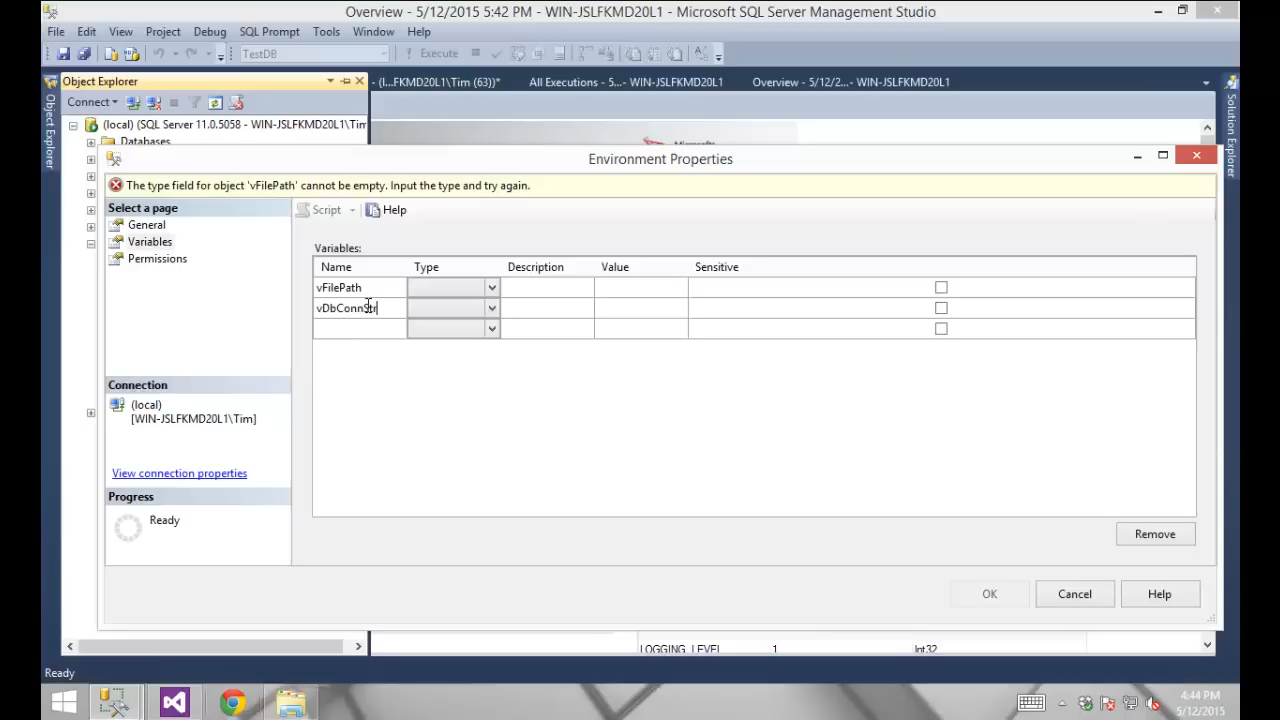 Overview - 5/12/2015 5:42 PM - WIN-JSLFKMD20L1 - Microsoft SQL Server Management Studio
File Edit View Project Debug SQL Prompt Tools Window Help
TestDB Execute
Object Explorer
- (l...FKMD20L1\Tim (63))* All Executions - 5...- WIN-JSLFKMD20L1 Overview - 5/12/2...- WIN-JSLFKMD20L1
Connect
Object Explorer
Solution Explorer
(local) (SQL Server 11.0.5058 - WIN-JSLFKMD20L1\Tim
Databases
Microsoft
Environment Properties
The type field for object 'vFilePath' cannot be empty. Input the type and try again.
Select a page
General
Variables
Permissions
Script Help
Variables:
Name Type Description Value Sensitive
vFilePath
vDbConnStr
Connection
(local)
[WIN-JSLFKMD20L1\Tim]
View connection properties
Progress
Ready
Remove
OK Cancel Help
LOGGING_LEVEL 1 Int32
Ready
4:44 PM
5/12/2015